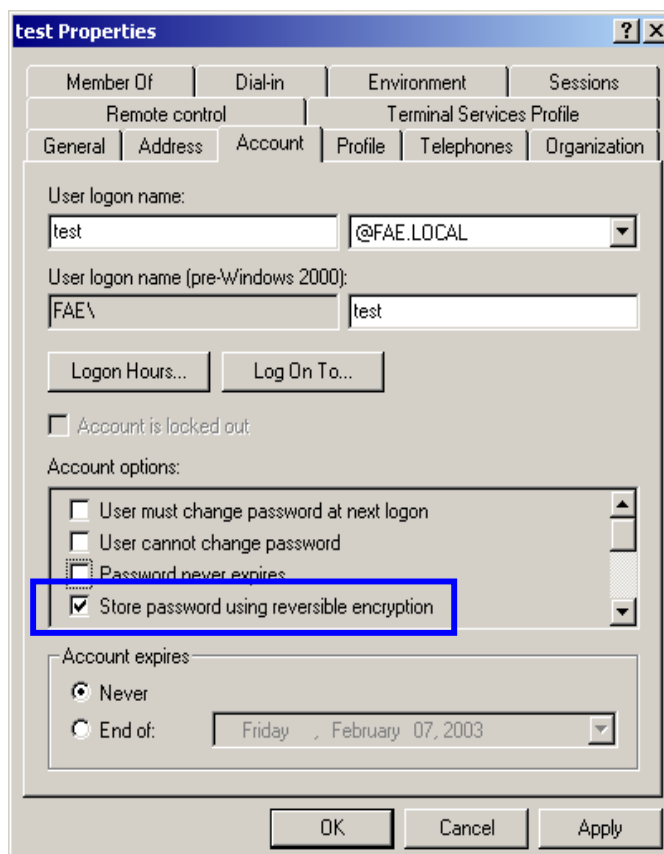 test Properties
Member Of Dial-in Environment Sessions
Remote control Terminal Services Profile
General Address Account Profile Telephones Organization
User logon name:
test @FAE.LOCAL
User logon name (pre-Windows 2000):
FAE\ test
Logon Hours... Log On To...
Account is locked out
Account options:
User must change password at next logon
User cannot change password
Password never expires
Store password using reversible encryption
Account expires
Never
End of: Friday , February 07, 2003
OK Cancel Apply